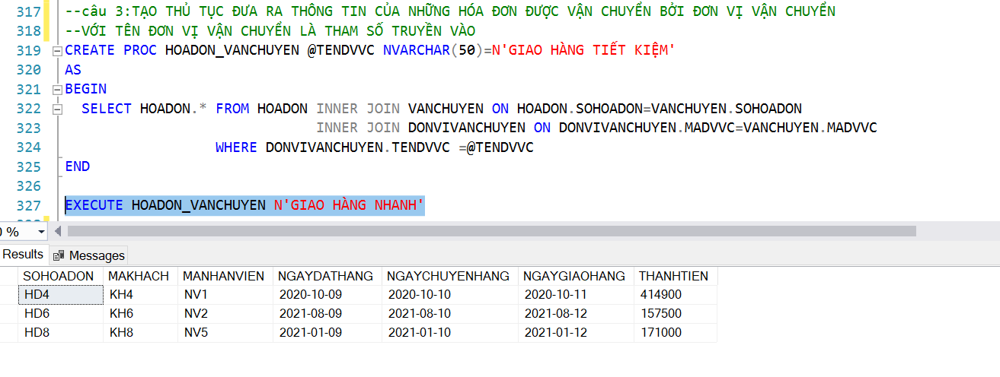 317 --câu 3:TẠO THỦ TỤC ĐƯA RA THÔNG TIN CỦA NHỮNG HÓA ĐƠN ĐƯỢC VẬN CHUYỂN BỞI ĐƠN VỊ VẬN CHUYỂN
318 --VỚI TÊN ĐƠN VỊ VẬN CHUYỂN LÀ THAM SỐ TRUYỀN VÀO
319 CREATE PROC HOADON_VANCHUYEN @TENDVVC NVARCHAR(50)=N'GIAO HÀNG TIẾT KIỆM'
320 AS
321 BEGIN
322 SELECT HOADON.* FROM HOADON INNER JOIN VANCHUYEN ON HOADON.SOHOADON=VANCHUYEN.SOHOADON
323 INNER JOIN DONVIVANCHUYEN ON DONVIVANCHUYEN.MADVVC=VANCHUYEN.MADVVC
324 WHERE DONVIVANCHUYEN.TENDVVC =@TENDVVC
325 END
326
327 EXECUTE HOADON_VANCHUYEN N'GIAO HÀNG NHANH'
%
Results Messages
SOHOADON MAKHACH MANHANVIEN NGAYDATHANG NGAYCHUYENHANG NGAYGIAOHANG THANHTIEN
HD4 KH4 NV1 2020-10-09 2020-10-10 2020-10-11 414900
HD6 KH6 NV2 2021-08-09 2021-08-10 2021-08-12 157500
HD8 KH8 NV5 2021-01-09 2021-01-10 2021-01-12 171000